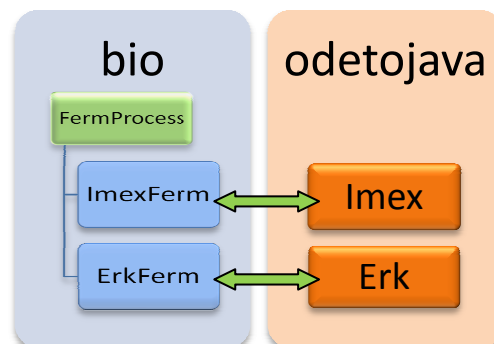 bio
FermProcess
ImexFerm
ErkFerm
odetojava
Imex
Erk